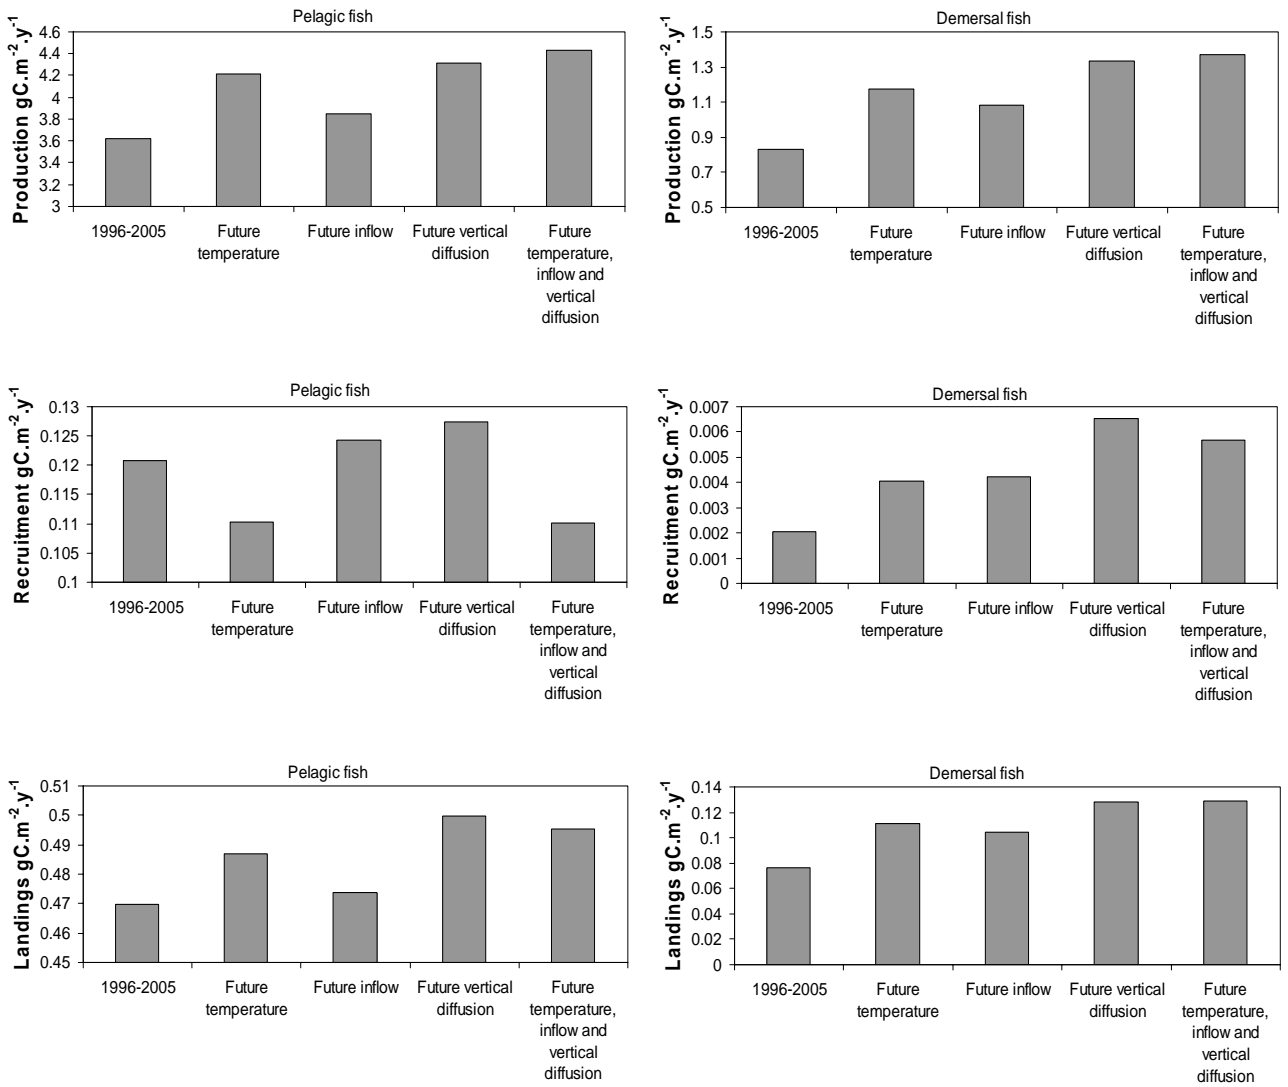 Pelagic fish
Production gC.m⁻².y⁻¹
4.6
4.4
4.2
4
3.8
3.6
3.4
3.2
3
1996-2005
Future
temperature
Future inflow
Future vertical
diffusion
Future
temperature,
inflow and
vertical
diffusion
Demersal fish
Production gC.m⁻².y⁻¹
1.5
1.3
1.1
0.9
0.7
0.5
1996-2005
Future
temperature
Future inflow
Future vertical
diffusion
Future
temperature,
inflow and
vertical
diffusion
Pelagic fish
Recruitment gC.m⁻².y⁻¹
0.13
0.125
0.12
0.115
0.11
0.105
0.1
1996-2005
Future
temperature
Future inflow
Future vertical
diffusion
Future
temperature,
inflow and
vertical
diffusion
Demersal fish
Recruitment gC.m⁻².y⁻¹
0.007
0.006
0.005
0.004
0.003
0.002
0.001
0
1996-2005
Future
temperature
Future inflow
Future vertical
diffusion
Future
temperature,
inflow and
vertical
diffusion
Pelagic fish
Landings gC.m⁻².y⁻¹
0.51
0.5
0.49
0.48
0.47
0.46
0.45
1996-2005
Future
temperature
Future inflow
Future vertical
diffusion
Future
temperature,
inflow and
vertical
diffusion
Demersal fish
Landings gC.m⁻².y⁻¹
0.14
0.12
0.1
0.08
0.06
0.04
0.02
0
1996-2005
Future
temperature
Future inflow
Future vertical
diffusion
Future
temperature,
inflow and
vertical
diffusion